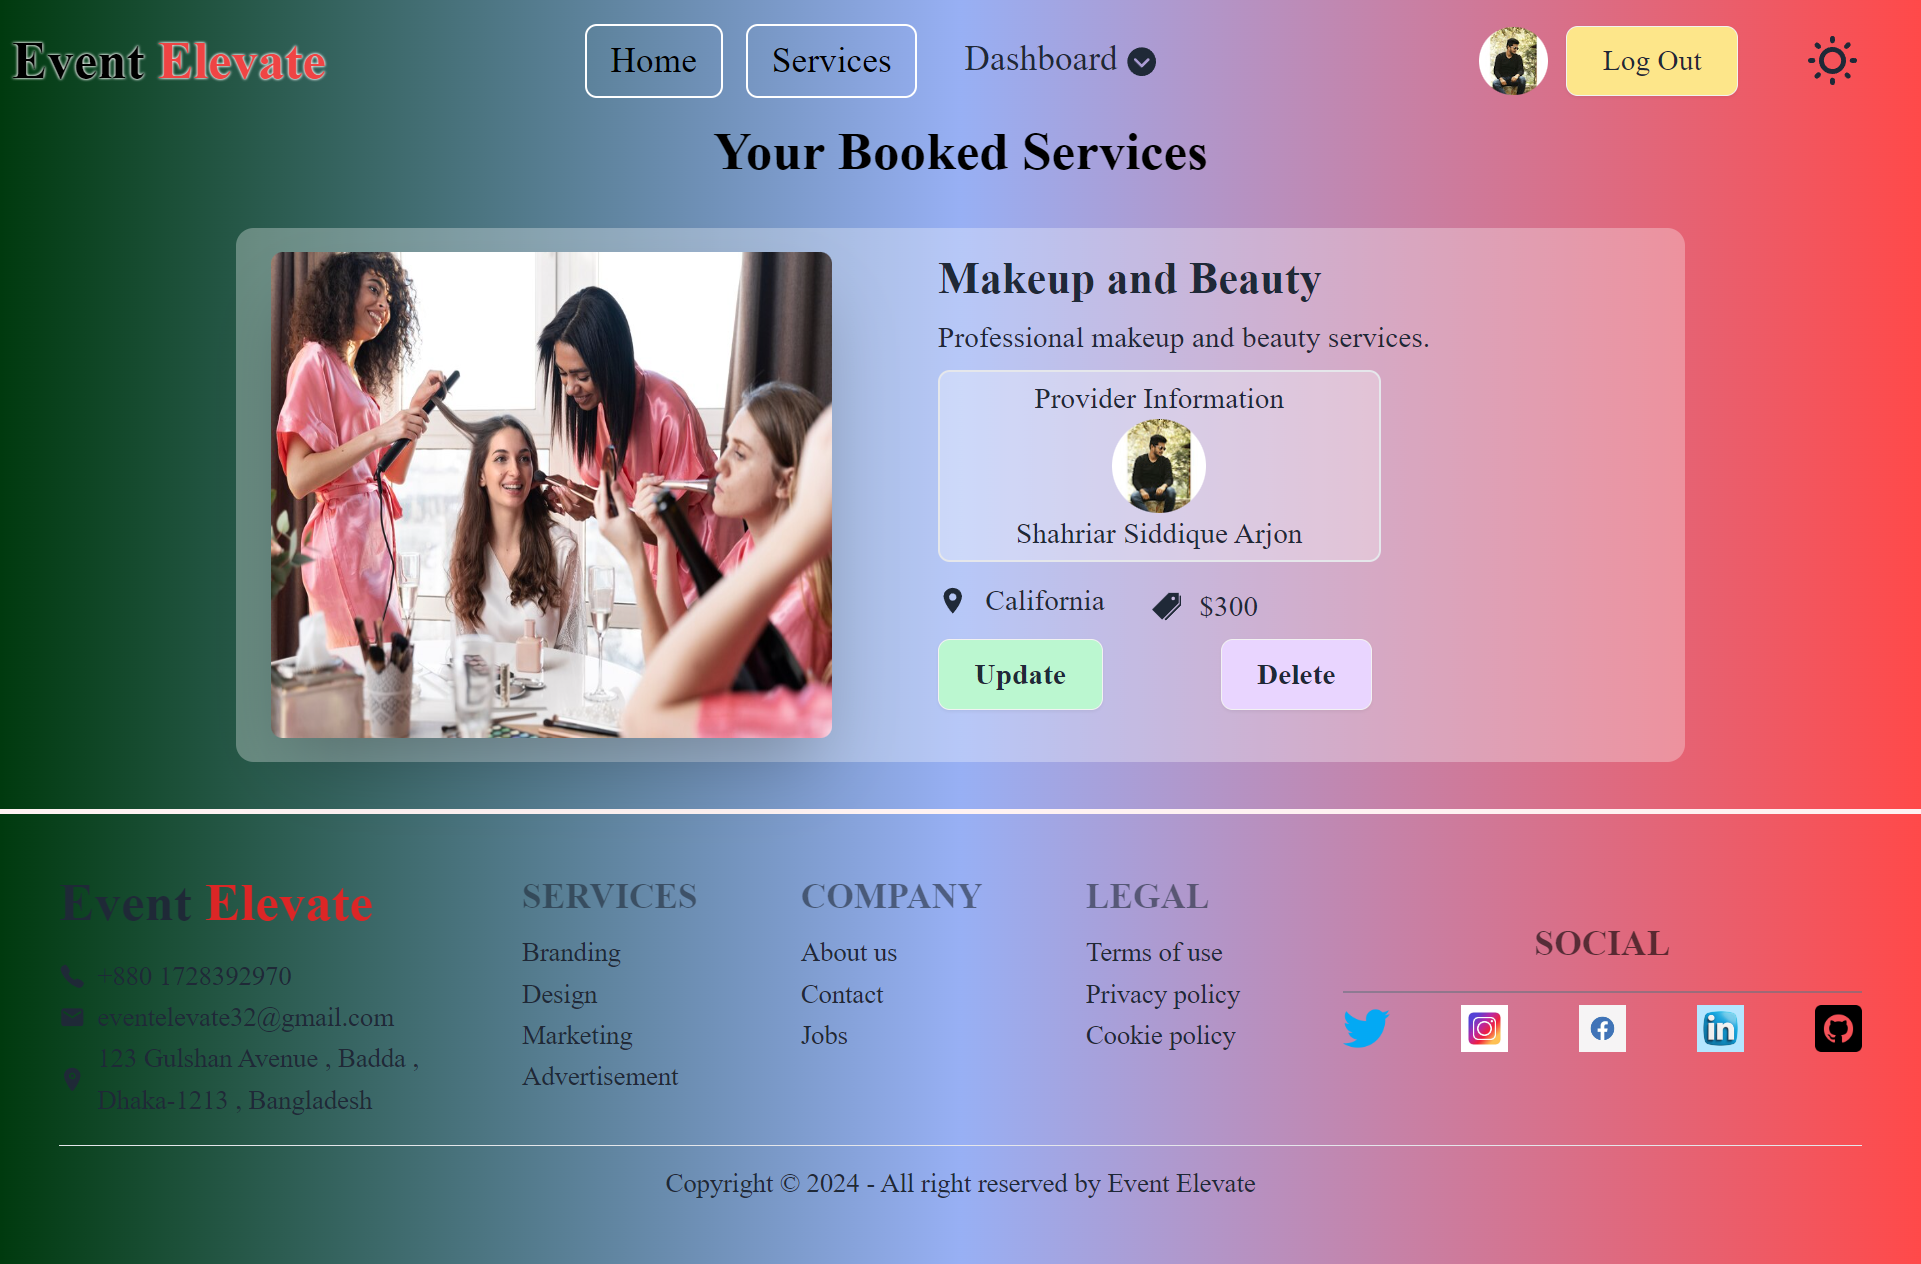 Event Elevate
Home
Services
Dashboard
Log Out
Your Booked Services
Makeup and Beauty
Professional makeup and beauty services.
Provider Information
Shahriar Siddique Arjon
California
$300
Update
Delete
Event Elevate
+880 1728392970
eventelevate32@gmail.com
123 Gulshan Avenue , Badda ,
Dhaka-1213 , Bangladesh
SERVICES
Branding
Design
Marketing
Advertisement
COMPANY
About us
Contact
Jobs
LEGAL
Terms of use
Privacy policy
Cookie policy
SOCIAL
in
Copyright © 2024 - All right reserved by Event Elevate